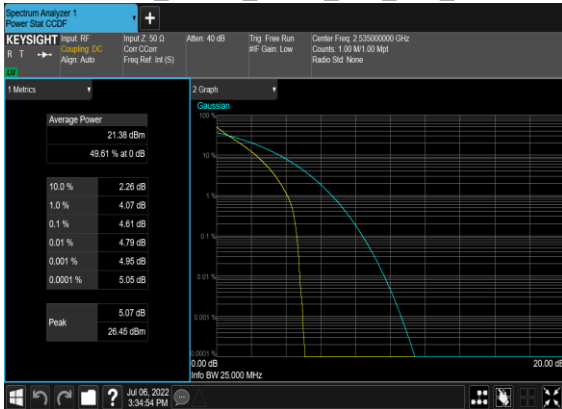 Spectrum Analyzer 1
Power Stat CCDF
KEYSIGHT
R T
LVI
Input: RF
Coupling: DC
Align: Auto
Input Z: 50 Ω
Corr CCorr
Freq Ref: Int (S)
Atten: 40 dB
Trig: Free Run
#IF Gain: Low
Center Freq: 2.535000000 GHz
Counts: 1.00 M/1.00 Mpt
Radio Std: None
1 Metrics
Average Power
21.38 dBm
49.61 % at 0 dB
10.0 % 2.26 dB
1.0 % 4.07 dB
0.1 % 4.61 dB
0.01 % 4.79 dB
0.001 % 4.95 dB
0.0001 % 5.05 dB
Peak
5.07 dB
26.45 dBm
2 Graph
Gaussian
100 %
10 %
1 %
0.1 %
0.01 %
0.001 %
0.0001 %
0.00 dB 20.00 dB
Info BW 25.000 MHz
?
Jul 06, 2022
3:34:54 PM